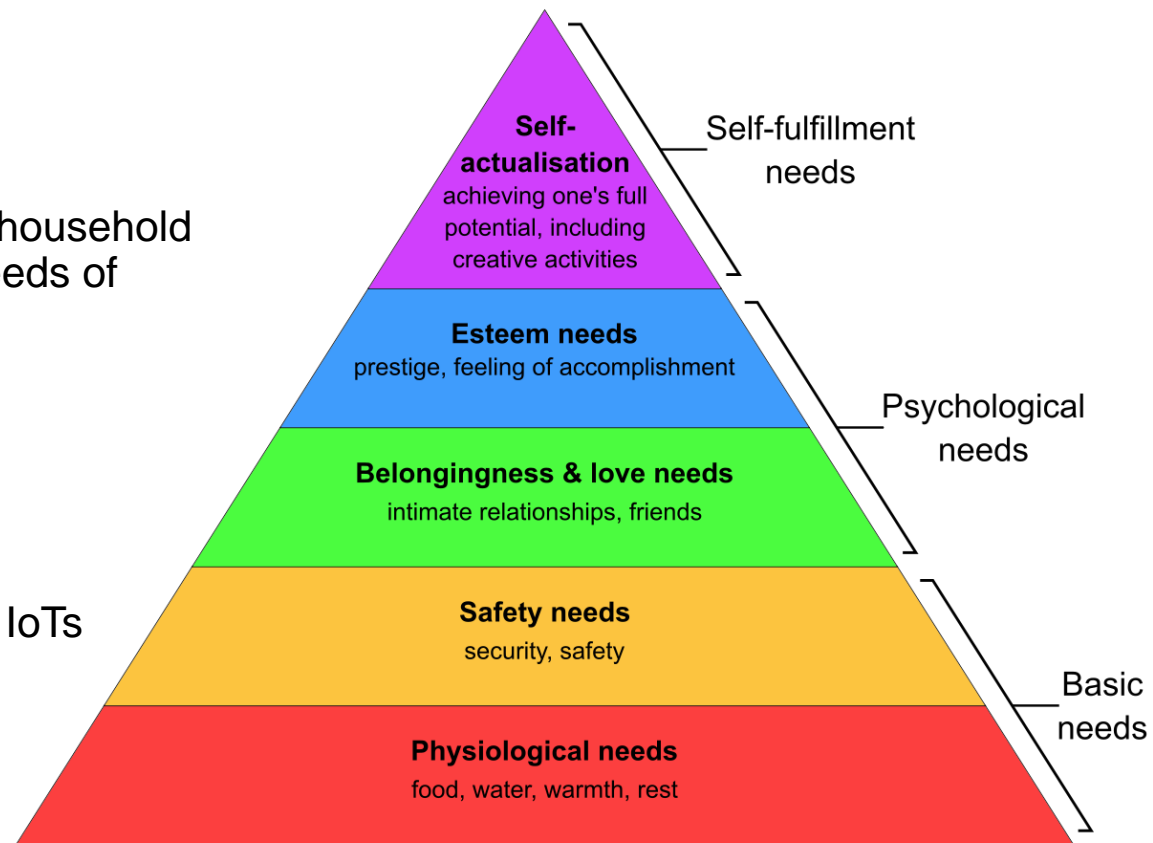 household
eds of
IoTs
Self-
actualisation
achieving one's full
potential, including
creative activities
Self-fulfillment
needs
Esteem needs
prestige, feeling of accomplishment
Belongingness & love needs
intimate relationships, friends
Psychological
needs
Safety needs
security, safety
Physiological needs
food, water, warmth, rest
Basic
needs